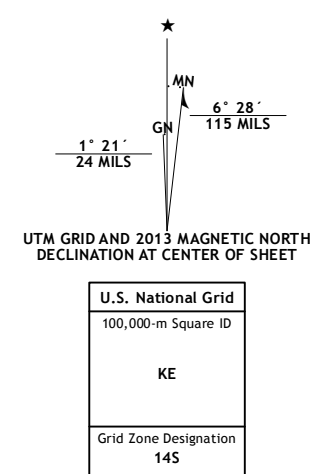 ★
MN
6° 28´
115 MILS
GN
1° 21´
24 MILS
UTM GRID AND 2013 MAGNETIC NORTH
DECLINATION AT CENTER OF SHEET
U.S. National Grid
100,000-m Square ID
KE
Grid Zone Designation
14S